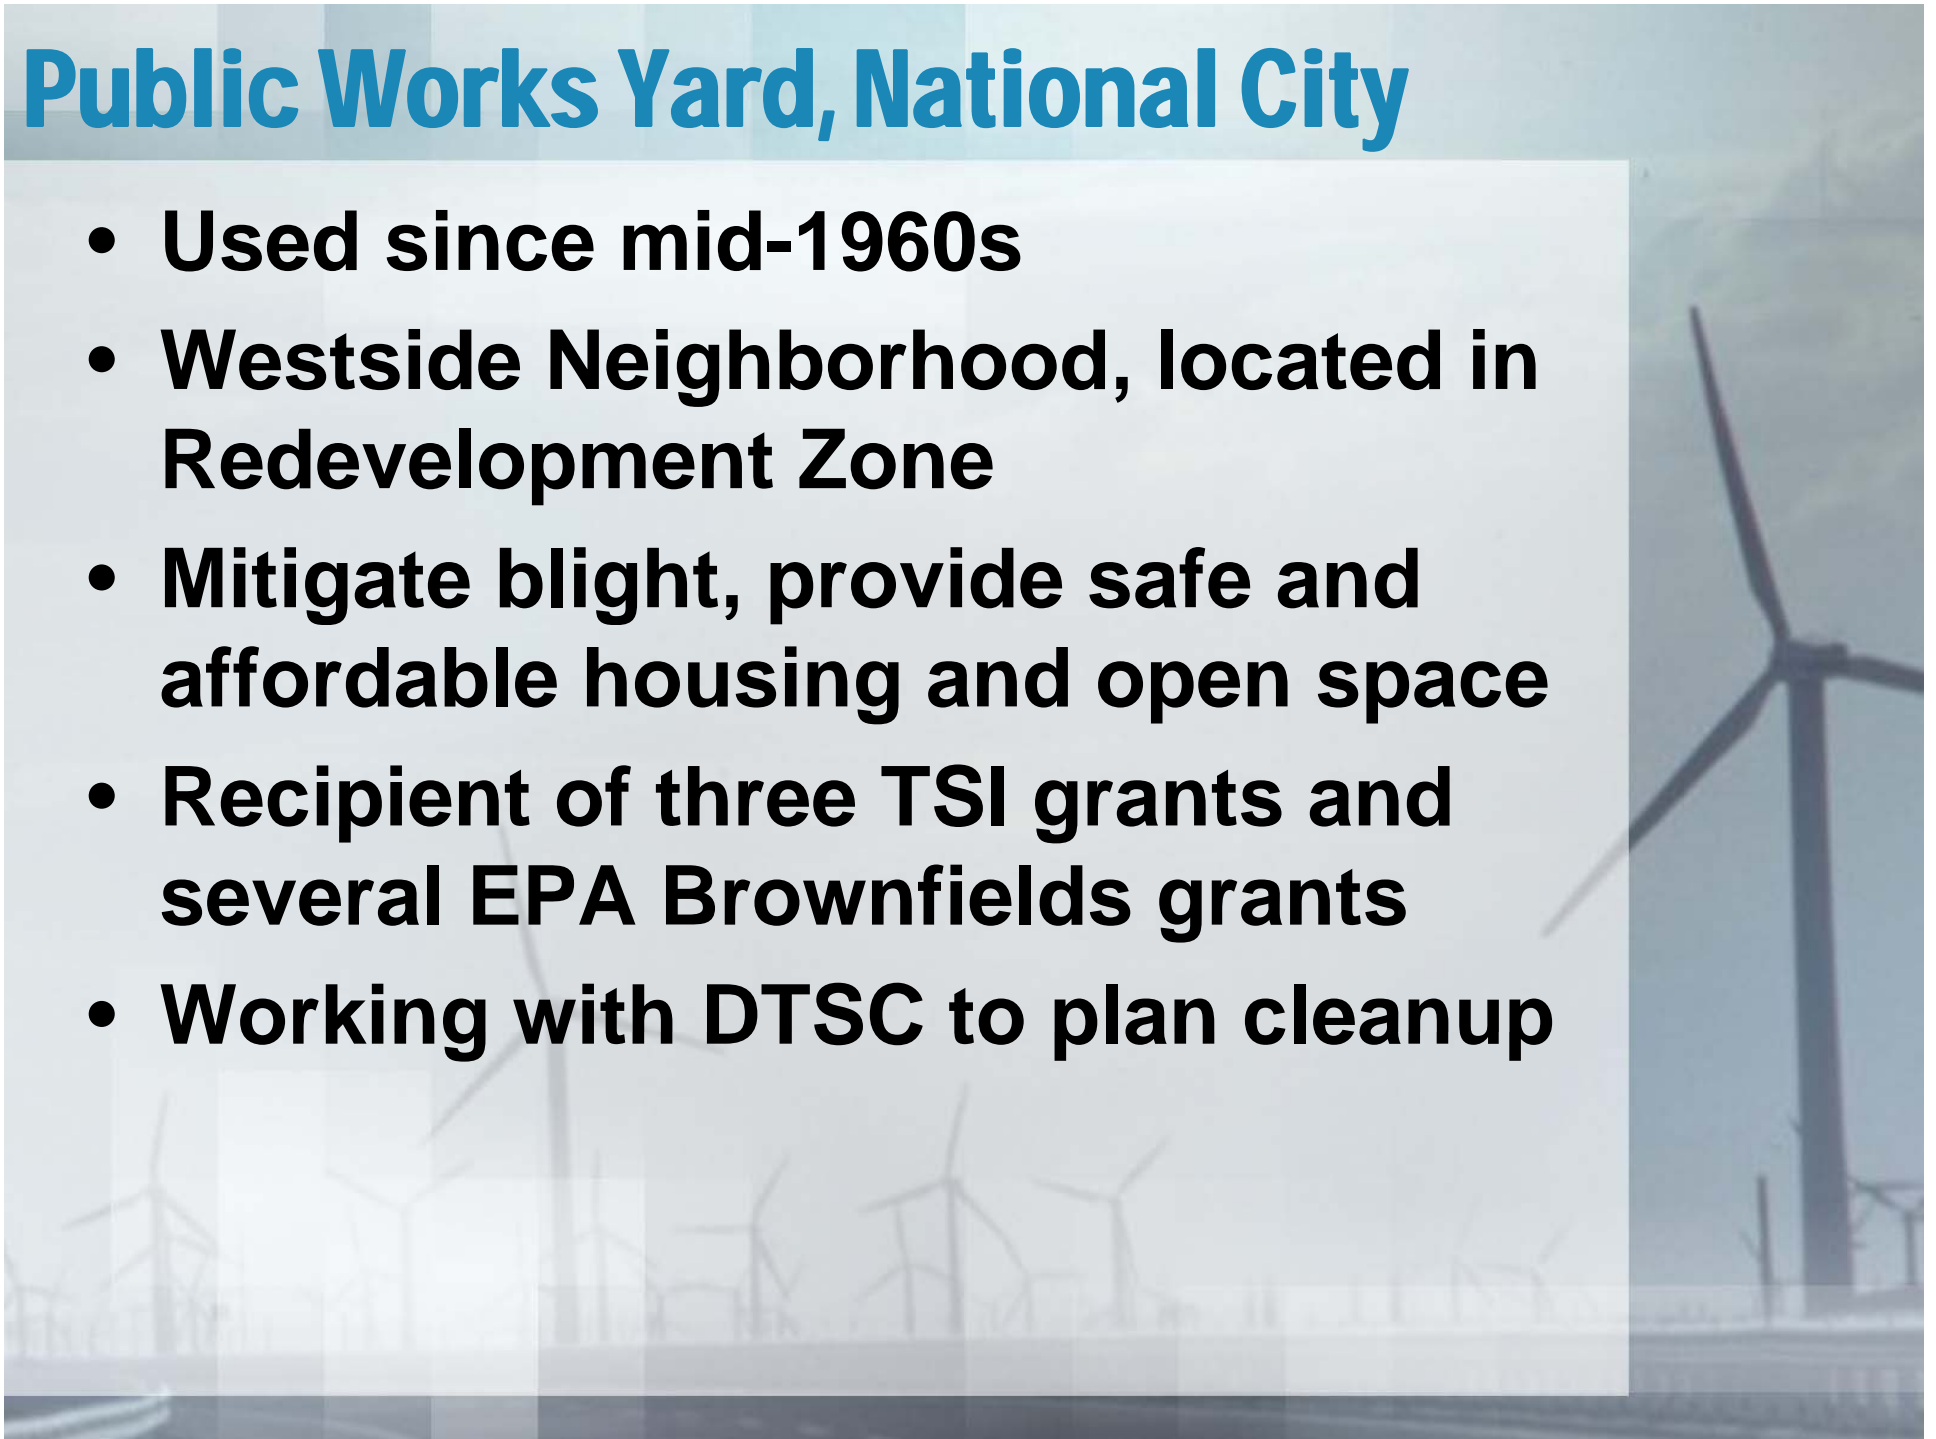 Public Works Yard, National City
• Used since mid-1960s
• Westside Neighborhood, located in
Redevelopment Zone
• Mitigate blight, provide safe and
affordable housing and open space
• Recipient of three TSI grants and
several EPA Brownfields grants
• Working with DTSC to plan cleanup